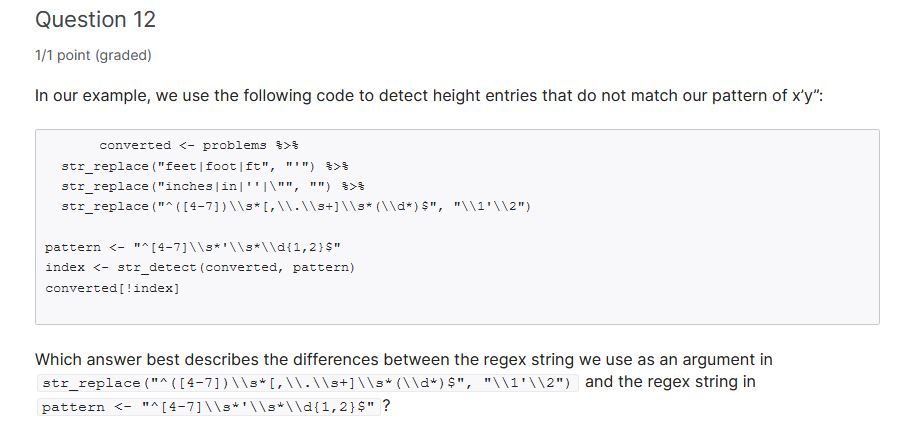 Question 12
1/1 point (graded)
In our example, we use the following code to detect height entries that do not match our pattern of x’y”:
converted <- problems %>%
str_replace("feet|foot|ft", "'") %>%
str_replace("inches|in|''|\"", "") %>%
str_replace("^([4-7])\\s*[,\\.\\s+]\\s*(\\d*)$", "\\1'\\2")
pattern <- "^[4-7]\\s*'\\s*\\d{1,2}$"
index <- str_detect(converted, pattern)
converted[!index]
Which answer best describes the differences between the regex string we use as an argument in
str_replace("^([4-7])\\s*[,\\.\\s+]\\s*(\\d*)$", "\\1'\\2") and the regex string in
pattern <- "^[4-7]\\s*'\\s*\\d{1,2}$" ?